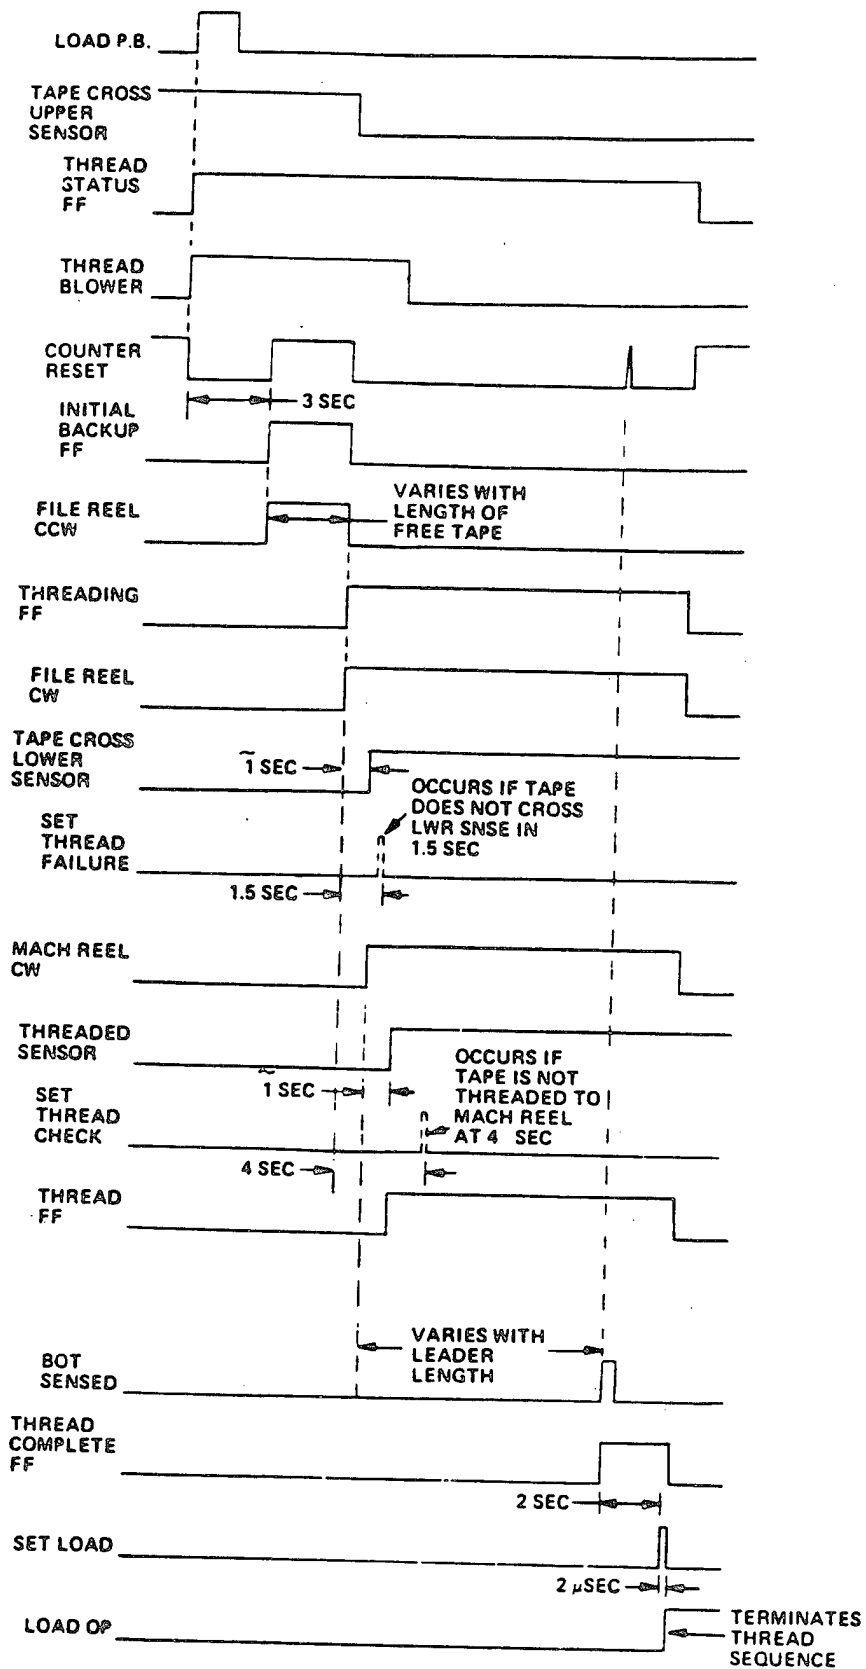 LOAD P.B.
TAPE CROSS
UPPER
SENSOR
THREAD
STATUS
FF
THREAD
BLOWER
COUNTER
RESET
3 SEC
INITIAL
BACKUP
FF
VARIES WITH
LENGTH OF
FREE TAPE
FILE REEL
CCW
THREADING
FF
FILE REEL
CW
TAPE CROSS
LOWER
SENSOR
~1 SEC
OCCURS IF TAPE
DOES NOT CROSS
LWR SNSE IN
1.5 SEC
SET
THREAD
FAILURE
1.5 SEC
MACH REEL
CW
THREADED
SENSOR
~1 SEC
OCCURS IF
TAPE IS NOT
THREADED TO
MACH REEL
AT 4 SEC
SET
THREAD
CHECK
4 SEC
THREAD
FF
VARIES WITH
LEADER
LENGTH
BOT
SENSED
THREAD
COMPLETE
FF
2 SEC
SET LOAD
2 μSEC
LOAD OP
TERMINATES
THREAD
SEQUENCE